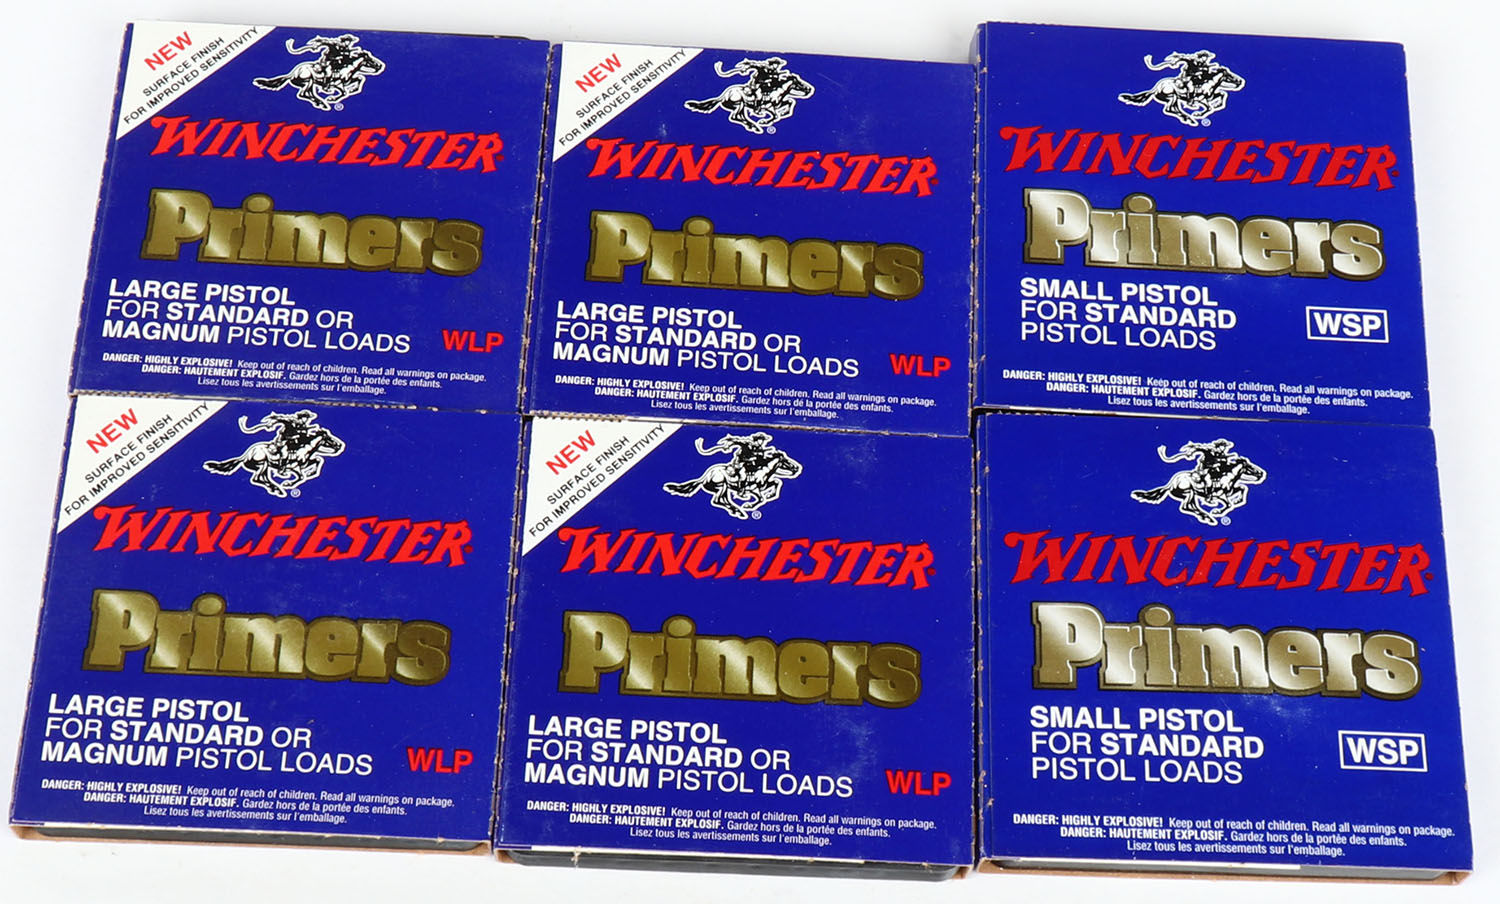 NEW
SURFACE FINISH
FOR IMPROVED SENSITIVITY
®
WINCHESTER
Primers
LARGE PISTOL
FOR STANDARD OR
MAGNUM PISTOL LOADS WLP
DANGER: HIGHLY EXPLOSIVE! Keep out of reach of children. Read all warnings on package.
DANGER: HAUTEMENT EXPLOSIF. Gardez hors de la portée des enfants.
Lisez tous les avertissements sur l'emballage.
NEW
SURFACE FINISH
FOR IMPROVED SENSITIVITY
®
WINCHESTER
Primers
LARGE PISTOL
FOR STANDARD OR
MAGNUM PISTOL LOADS WLP
DANGER: HIGHLY EXPLOSIVE! Keep out of reach of children. Read all warnings on package.
DANGER: HAUTEMENT EXPLOSIF. Gardez hors de la portée des enfants.
Lisez tous les avertissements sur l'emballage.
®
WINCHESTER
Primers
SMALL PISTOL
FOR STANDARD WSP
PISTOL LOADS
DANGER: HIGHLY EXPLOSIVE! Keep out of reach of children. Read all warnings on package.
DANGER: HAUTEMENT EXPLOSIF. Gardez hors de la portée des enfants.
Lisez tous les avertissements sur l'emballage.
NEW
SURFACE FINISH
FOR IMPROVED SENSITIVITY
®
WINCHESTER
Primers
LARGE PISTOL
FOR STANDARD OR
MAGNUM PISTOL LOADS WLP
DANGER: HIGHLY EXPLOSIVE! Keep out of reach of children. Read all warnings on package.
DANGER: HAUTEMENT EXPLOSIF. Gardez hors de la portée des enfants.
Lisez tous les avertissements sur l'emballage.
NEW
SURFACE FINISH
FOR IMPROVED SENSITIVITY
®
WINCHESTER
Primers
LARGE PISTOL
FOR STANDARD OR
MAGNUM PISTOL LOADS WLP
DANGER: HIGHLY EXPLOSIVE! Keep out of reach of children. Read all warnings on package.
DANGER: HAUTEMENT EXPLOSIF. Gardez hors de la portée des enfants.
Lisez tous les avertissements sur l'emballage.
®
WINCHESTER
Primers
SMALL PISTOL
FOR STANDARD WSP
PISTOL LOADS
DANGER: HIGHLY EXPLOSIVE! Keep out of reach of children. Read all warnings on package.
DANGER: HAUTEMENT EXPLOSIF. Gardez hors de la portée des enfants.
Lisez tous les avertissements sur l'emballage.